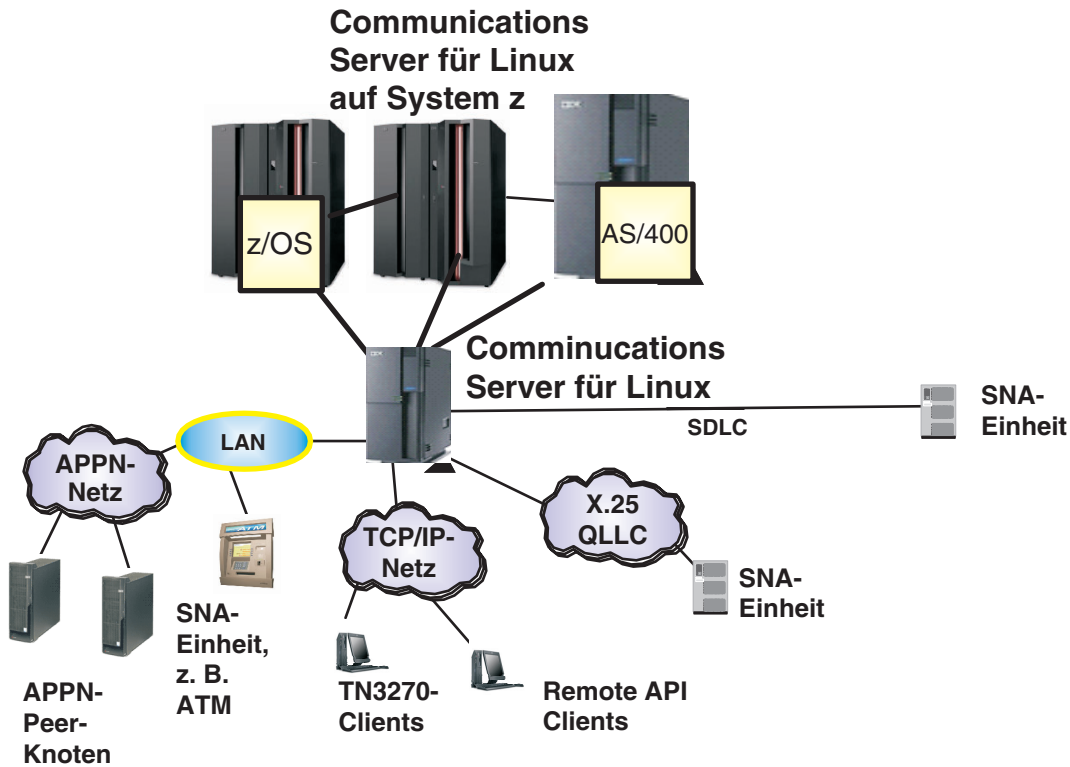 Communications
Server für Linux
auf System z
z/OS
AS/400
Comminucations
Server für Linux
SDLC
SNA-
Einheit
LAN
APPN-
Netz
X.25
QLLC
TCP/IP-
Netz
ATM
SNA-
Einheit
SNA-
Einheit,
z. B.
ATM
APPN-
Peer-
Knoten
TN3270-
Clients
Remote API
Clients